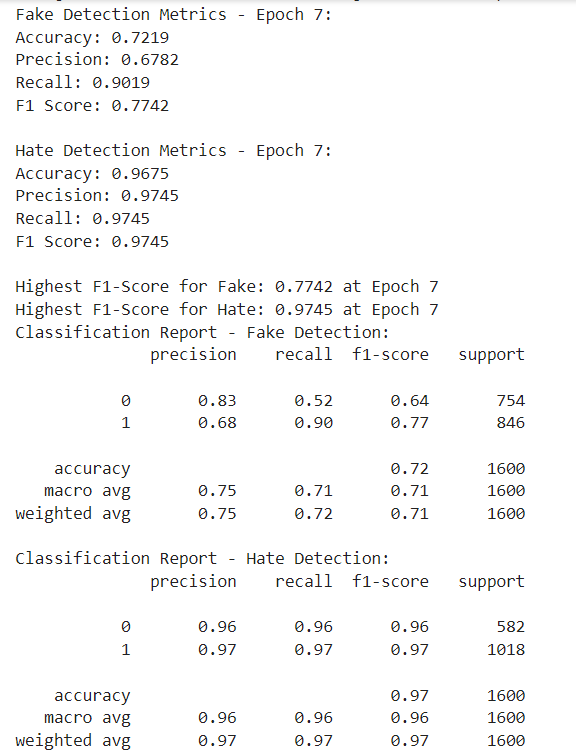 Fake Detection Metrics - Epoch 7:
Accuracy: 0.7219
Precision: 0.6782
Recall: 0.9019
F1 Score: 0.7742
Hate Detection Metrics - Epoch 7:
Accuracy: 0.9675
Precision: 0.9745
Recall: 0.9745
F1 Score: 0.9745
Highest F1-Score for Fake: 0.7742 at Epoch 7
Highest F1-Score for Hate: 0.9745 at Epoch 7
Classification Report - Fake Detection:
precision recall f1-score support
0 0.83 0.52 0.64 754
1 0.68 0.90 0.77 846
accuracy 0.72 1600
macro avg 0.75 0.71 0.71 1600
weighted avg 0.75 0.72 0.71 1600
Classification Report - Hate Detection:
precision recall f1-score support
0 0.96 0.96 0.96 582
1 0.97 0.97 0.97 1018
accuracy 0.97 1600
macro avg 0.96 0.96 0.96 1600
weighted avg 0.97 0.97 0.97 1600